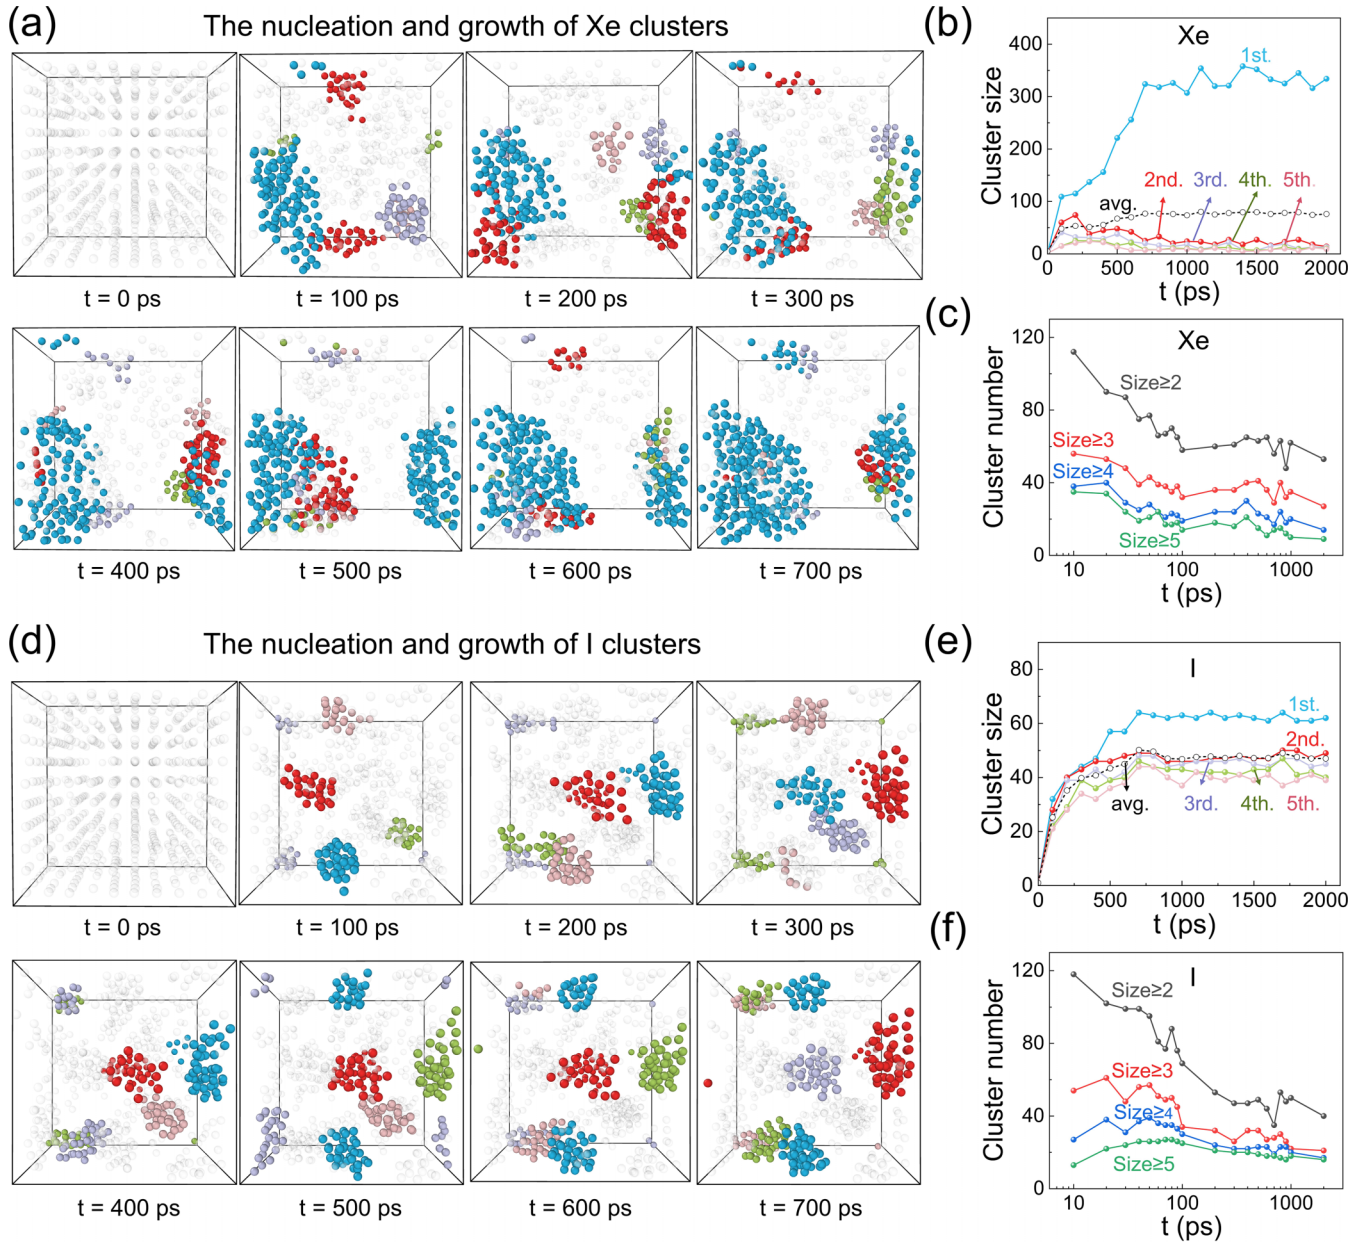 (a)
The nucleation and growth of Xe clusters
t = 0 ps
t = 100 ps
t = 200 ps
t = 300 ps
t = 400 ps
t = 500 ps
t = 600 ps
t = 700 ps
(b)
Xe
Cluster size
400
300
200
100
0
1st.
2nd.
3rd.
4th.
5th.
avg.
0
500
1000
1500
2000
t (ps)
(c)
Xe
Cluster number
120
80
40
0
Size≥2
Size≥3
Size≥4
Size≥5
10
100
1000
t (ps)
(d)
The nucleation and growth of I clusters
t = 0 ps
t = 100 ps
t = 200 ps
t = 300 ps
t = 400 ps
t = 500 ps
t = 600 ps
t = 700 ps
(e)
I
Cluster size
80
60
40
20
0
1st.
2nd.
avg.
3rd.
4th.
5th.
0
500
1000
1500
2000
t (ps)
(f)
I
Cluster number
120
80
40
0
Size≥2
Size≥3
Size≥4
Size≥5
10
100
1000
t (ps)